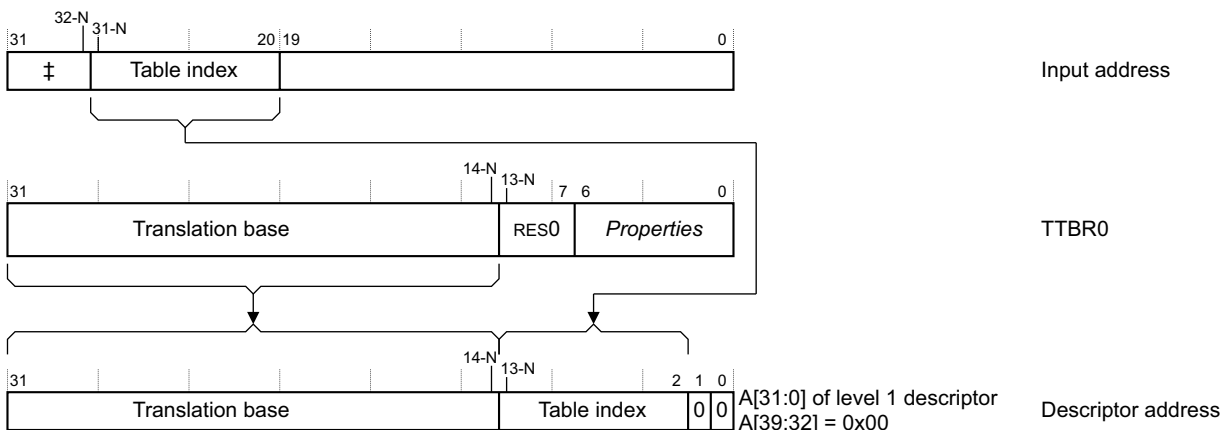 32-N
31-N
31 20 19 0
‡ Table index Input address
14-N
13-N
31 7 6 0
Translation base RES0 Properties TTBR0
14-N
13-N
31 2 1 0
Translation base Table index 0 0 A[31:0] of level 1 descriptor Descriptor address
A[39:32] = 0x00